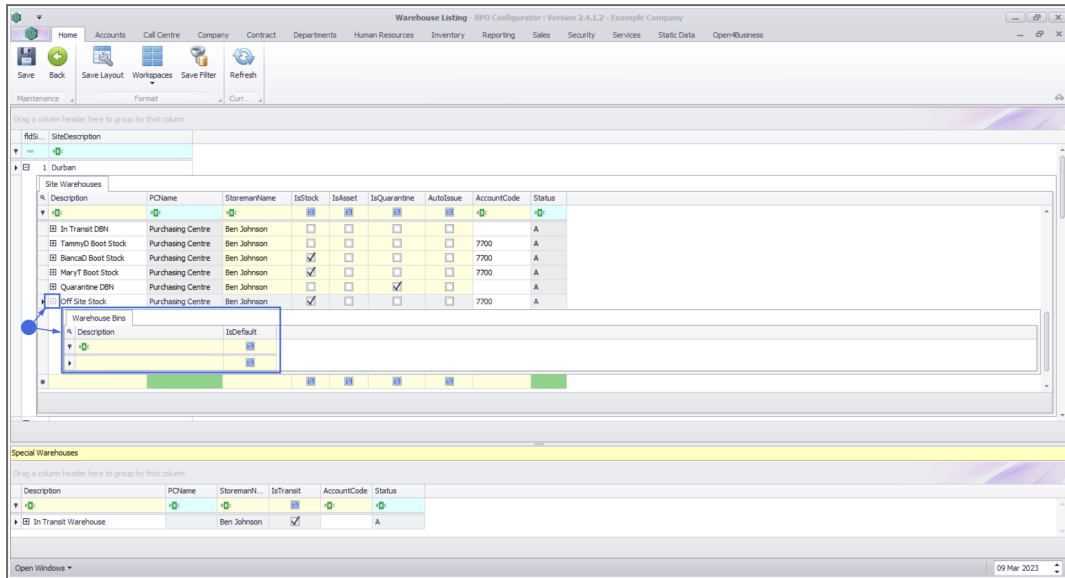 Warehouse Listing - BPO Configurator : Version 2.4.1.2 - Example Company
Home Accounts Call Centre Company Contract Departments Human Resources Inventory Reporting Sales Security Services Static Data Open4Business
Save Back Save Layout Workspaces Save Filter Refresh
Maintenance Format Curr...
Drag a column header here to group by that column
fldSi... SiteDescription
1 Durban
Site Warehouses
Description PCName StoremanName IsStock IsAsset IsQuarantine AutoIssue AccountCode Status
In Transit DBN Purchasing Centre Ben Johnson A
TammyD Boot Stock Purchasing Centre Ben Johnson 7700 A
BiancaD Boot Stock Purchasing Centre Ben Johnson 7700 A
MaryT Boot Stock Purchasing Centre Ben Johnson 7700 A
Quarantine DBN Purchasing Centre Ben Johnson A
Off Site Stock Purchasing Centre Ben Johnson 7700 A
Warehouse Bins
Description IsDefault
Special Warehouses
Drag a column header here to group by that column
Description PCName StoremanN... IsTransit AccountCode Status
In Transit Warehouse Ben Johnson A
Open Windows 09 Mar 2023